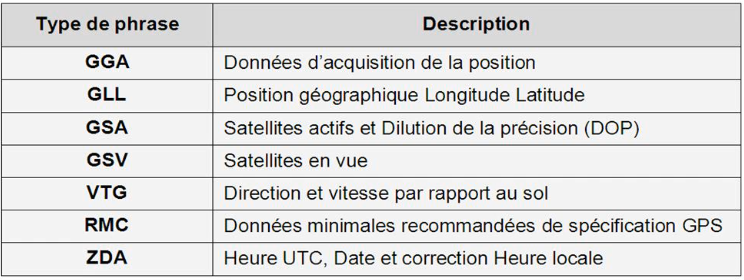 Type de phrase Description
GGA Données d’acquisition de la position
GLL Position géographique Longitude Latitude
GSA Satellites actifs et Dilution de la précision (DOP)
GSV Satellites en vue
VTG Direction et vitesse par rapport au sol
RMC Données minimales recommandées de spécification GPS
ZDA Heure UTC, Date et correction Heure locale